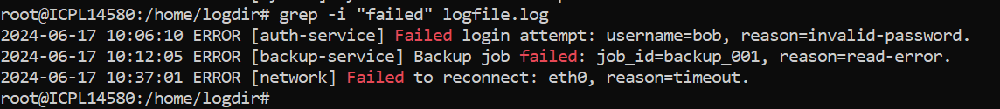 root@ICPL14580:/home/logdir# grep -i "failed" logfile.log
2024-06-17 10:06:10 ERROR [auth-service] Failed login attempt: username=bob, reason=invalid-password.
2024-06-17 10:12:05 ERROR [backup-service] Backup job failed: job_id=backup_001, reason=read-error.
2024-06-17 10:37:01 ERROR [network] Failed to reconnect: eth0, reason=timeout.
root@ICPL14580:/home/logdir#